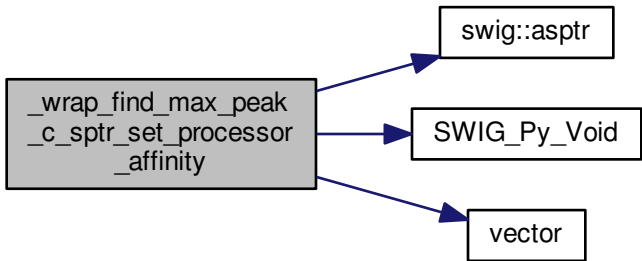 _wrap_find_max_peak
_c_sptr_set_processor
_affinity
swig::asptr
SWIG_Py_Void
vector